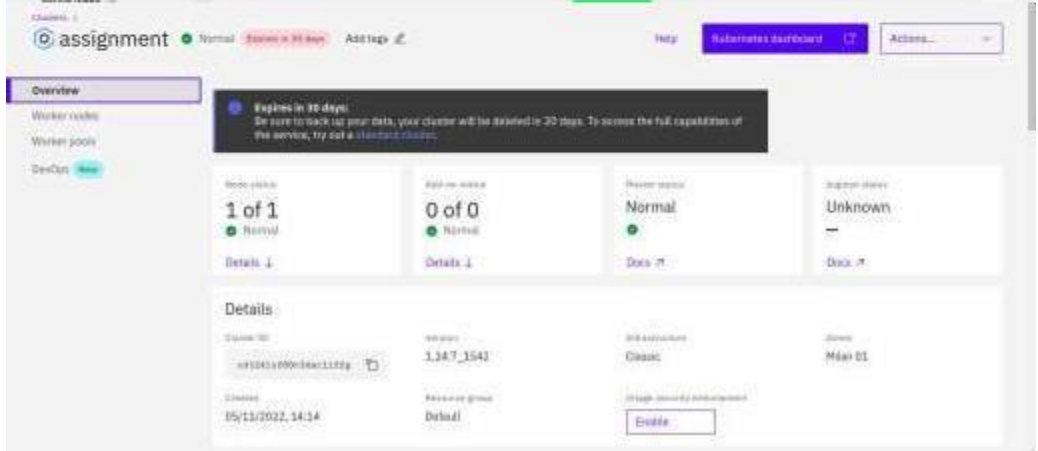 Clusters /
assignment Normal Expires in 30 days Add tags
Help
Kubernetes dashboard
Actions...
Overview
Worker nodes
Worker pools
DevOps New
Expires in 30 days:
Be sure to back up your data, your cluster will be deleted in 30 days. To access the full capabilities of
the service, try out a standard cluster.
Node status
1 of 1
Normal
Details
Add-on status
0 of 0
Normal
Details
Master status
Normal
Docs
Ingress status
Unknown
—
Docs
Details
Cluster ID
Version
1.24.7_1542
Infrastructure
Classic
Zones
Milan 01
Created
05/11/2022, 14:14
Resource group
Default
Image security enforcement
Enable